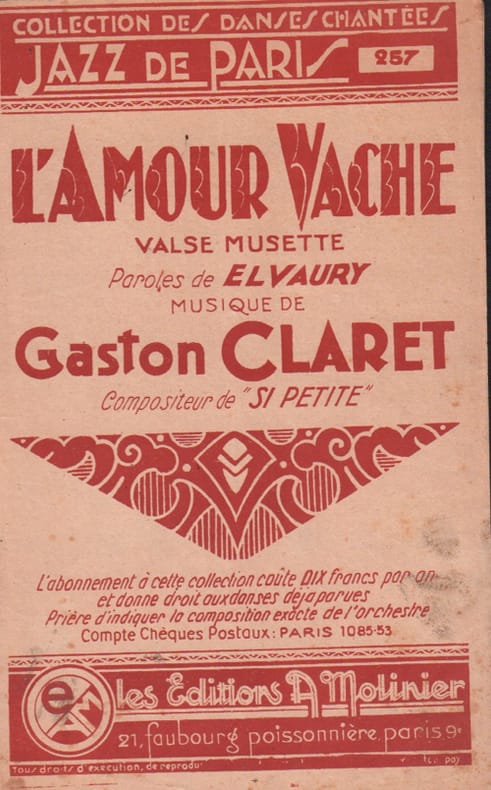 COLLECTION DES DANSES CHANTÉES
JAZZ DE PARIS 257
L'AMOUR VACHE
VALSE MUSETTE
Paroles de ELVAURY
MUSIQUE DE
Gaston CLARET
Compositeur de "SI PETITE"
L'abonnement à cette collection coûte DIX francs par an
et donne droit aux danses déja parues
Prière d'indiquer la composition exacte de l'orchestre
Compte Chèques Postaux: PARIS 1085-53
les Editions A Molinier
21, faubourg poissonnière, paris, 9e
Tous droits d'exécution, de reprodu